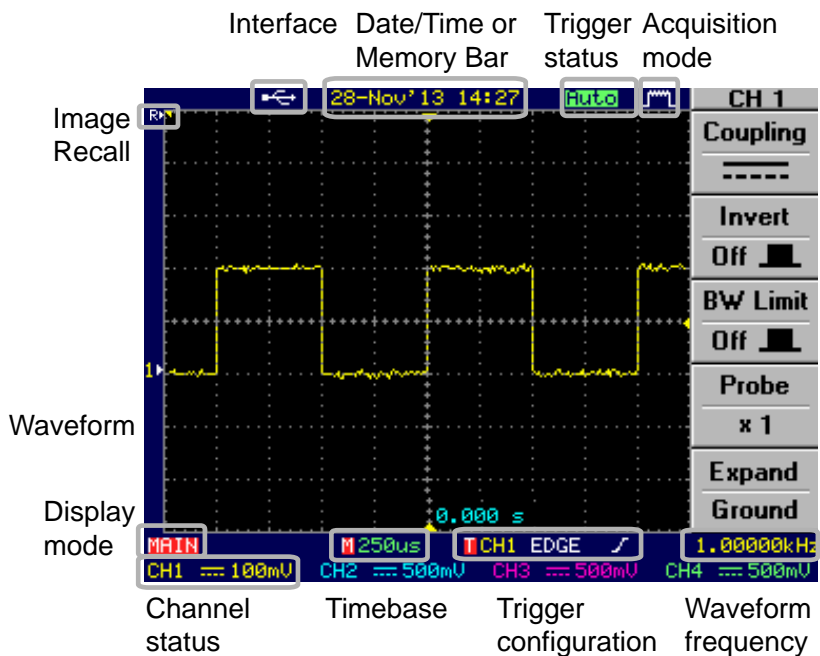 Interface Date/Time or Memory Bar Trigger status Acquisition mode
28-Nov'13 14:27 Auto CH 1
Image Recall
R
Coupling
Invert
Off
BW Limit
Off
1
Probe
x 1
Waveform
Expand
Ground
Display mode
0.000 s
MAIN M 250us T CH1 EDGE 1.00000kHz
CH1 100mV CH2 500mV CH3 500mV CH4 500mV
Channel status Timebase Trigger configuration Waveform frequency